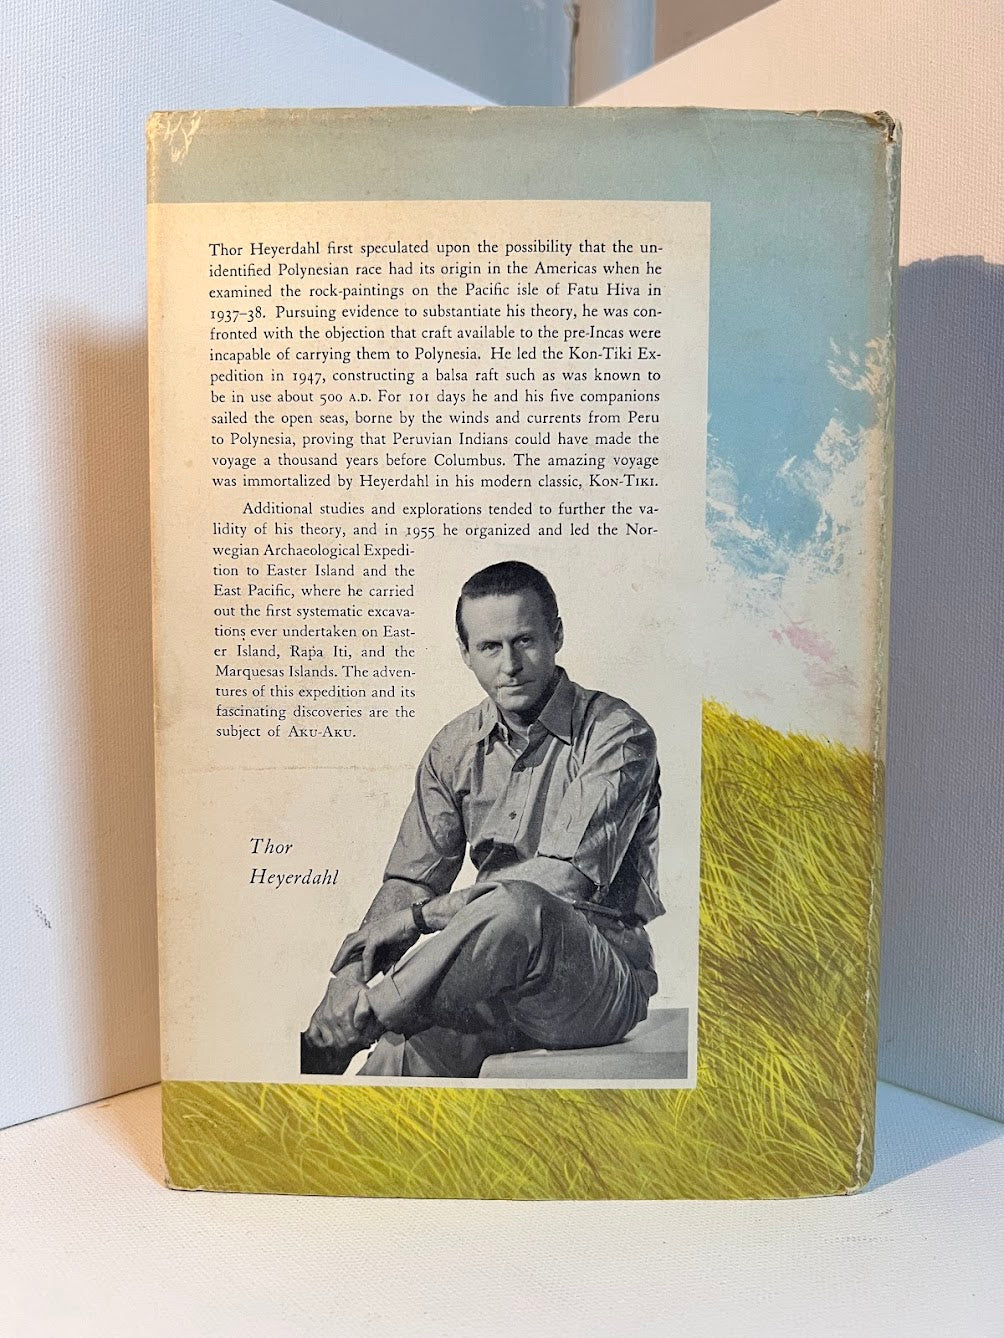 Thor Heyerdahl first speculated upon the possibility that the un-
identified Polynesian race had its origin in the Americas when he
examined the rock-paintings on the Pacific isle of Fatu Hiva in
1937–38. Pursuing evidence to substantiate his theory, he was con-
fronted with the objection that craft available to the pre-Incas were
incapable of carrying them to Polynesia. He led the Kon-Tiki Ex-
pedition in 1947, constructing a balsa raft such as was known to
be in use about 500 A.D. For 101 days he and his five companions
sailed the open seas, borne by the winds and currents from Peru
to Polynesia, proving that Peruvian Indians could have made the
voyage a thousand years before Columbus. The amazing voyage
was immortalized by Heyerdahl in his modern classic, KON-TIKI.
Additional studies and explorations tended to further the va-
lidity of his theory, and in 1955 he organized and led the Nor-
wegian Archaeological Expedi-
tion to Easter Island and the
East Pacific, where he carried
out the first systematic excava-
tions ever undertaken on East-
er Island, Rapa Iti, and the
Marquesas Islands. The adven-
tures of this expedition and its
fascinating discoveries are the
subject of AKU-AKU.
Thor
Heyerdahl